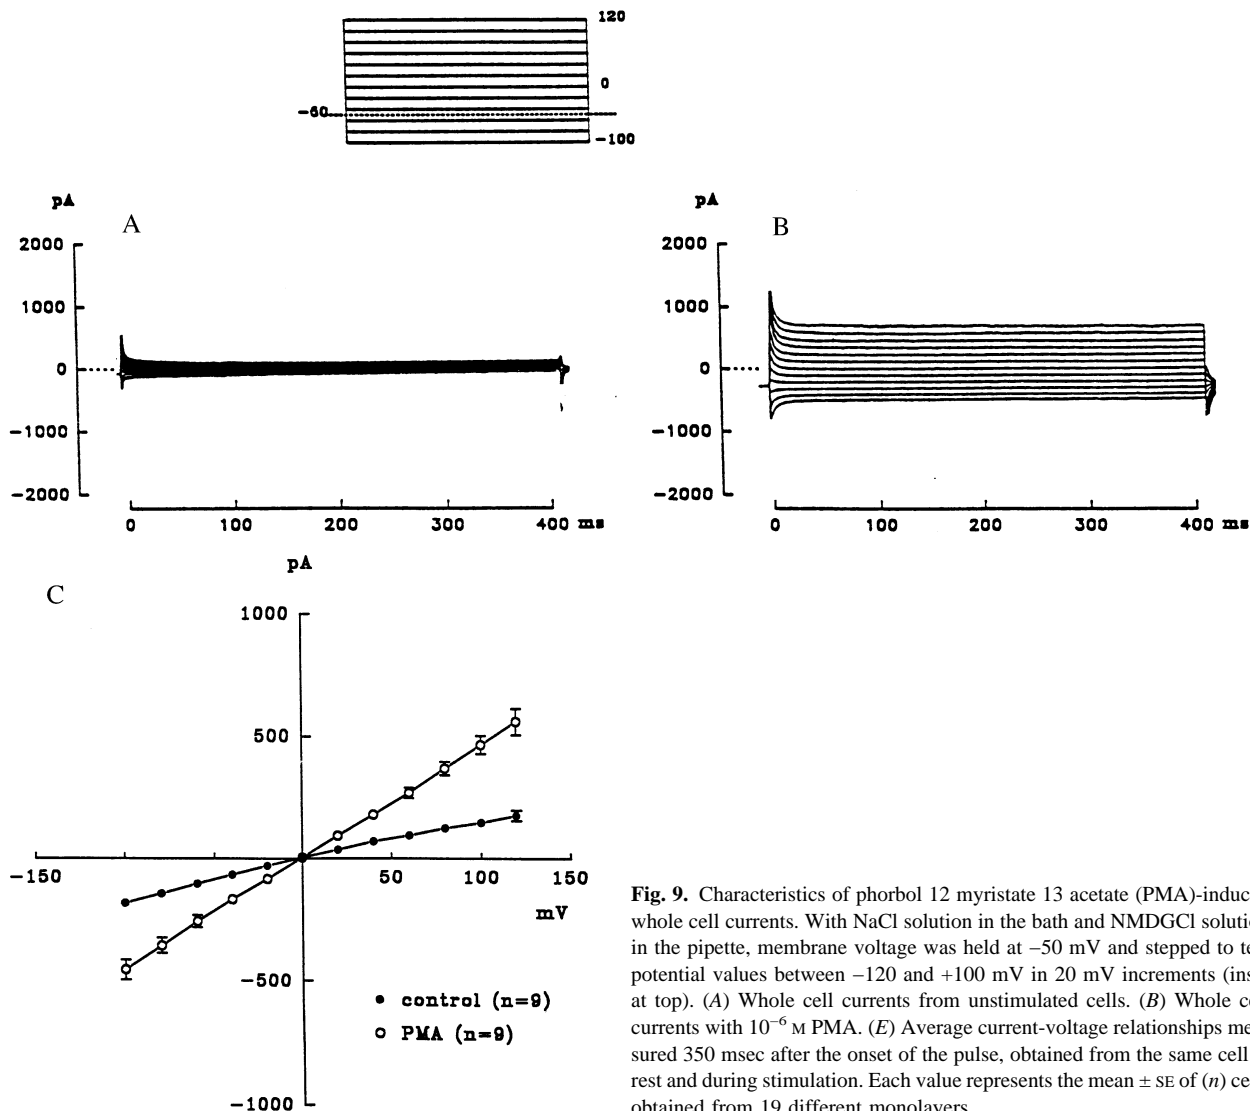 120
0
-60
-100
pA
A
2000
1000
0
-1000
-2000
0 100 200 300 400 ms
pA
B
2000
1000
0
-1000
-2000
0 100 200 300 400 ms
pA
C
1000
500
-150 50 100 150
mV
-500
-1000
control (n=9)
PMA (n=9)
Fig. 9. Characteristics of phorbol 12 myristate 13 acetate (PMA)-induc
whole cell currents. With NaCl solution in the bath and NMDGCl solutio
in the pipette, membrane voltage was held at –50 mV and stepped to te
potential values between –120 and +100 mV in 20 mV increments (ins
at top). (A) Whole cell currents from unstimulated cells. (B) Whole ce
currents with 10⁻⁶ M PMA. (E) Average current-voltage relationships me
sured 350 msec after the onset of the pulse, obtained from the same cell
rest and during stimulation. Each value represents the mean ± SE of (n) ce
obtained from 19 different monolayers